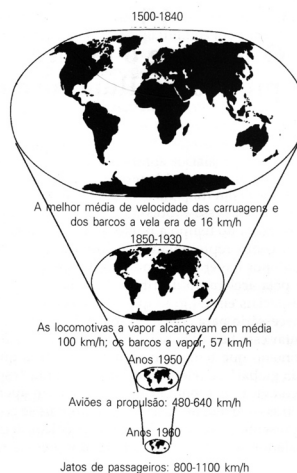 1500-1840
A melhor média de velocidade das carruagens e
dos barcos a vela era de 16 km/h
1850-1930
As locomotivas a vapor alcançavam em média
100 km/h; os barcos a vapor, 57 km/h
Anos 1950
Aviões a propulsão: 480-640 km/h
Anos 1960
Jatos de passageiros: 800-1100 km/h